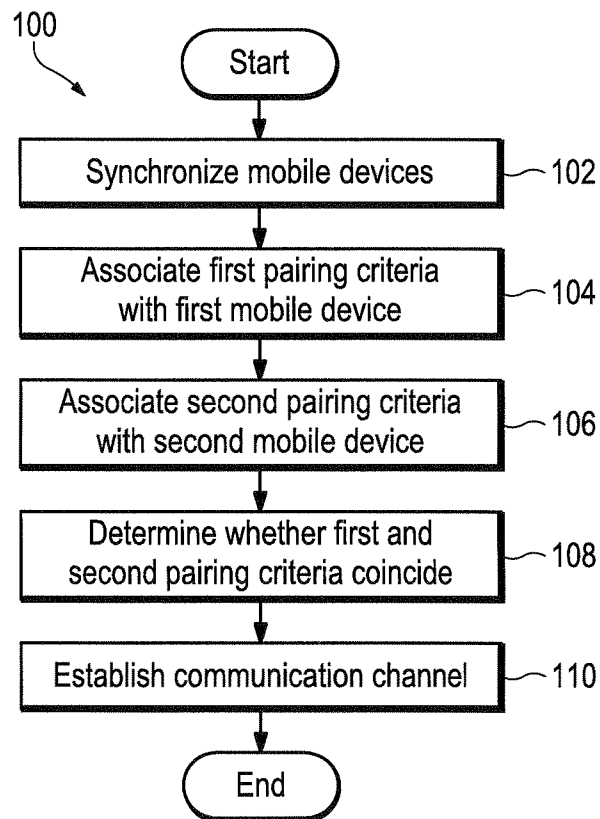 100
Start
Synchronize mobile devices
102
Associate first pairing criteria
with first mobile device
104
Associate second pairing criteria
with second mobile device
106
Determine whether first and
second pairing criteria coincide
108
Establish communication channel
110
End